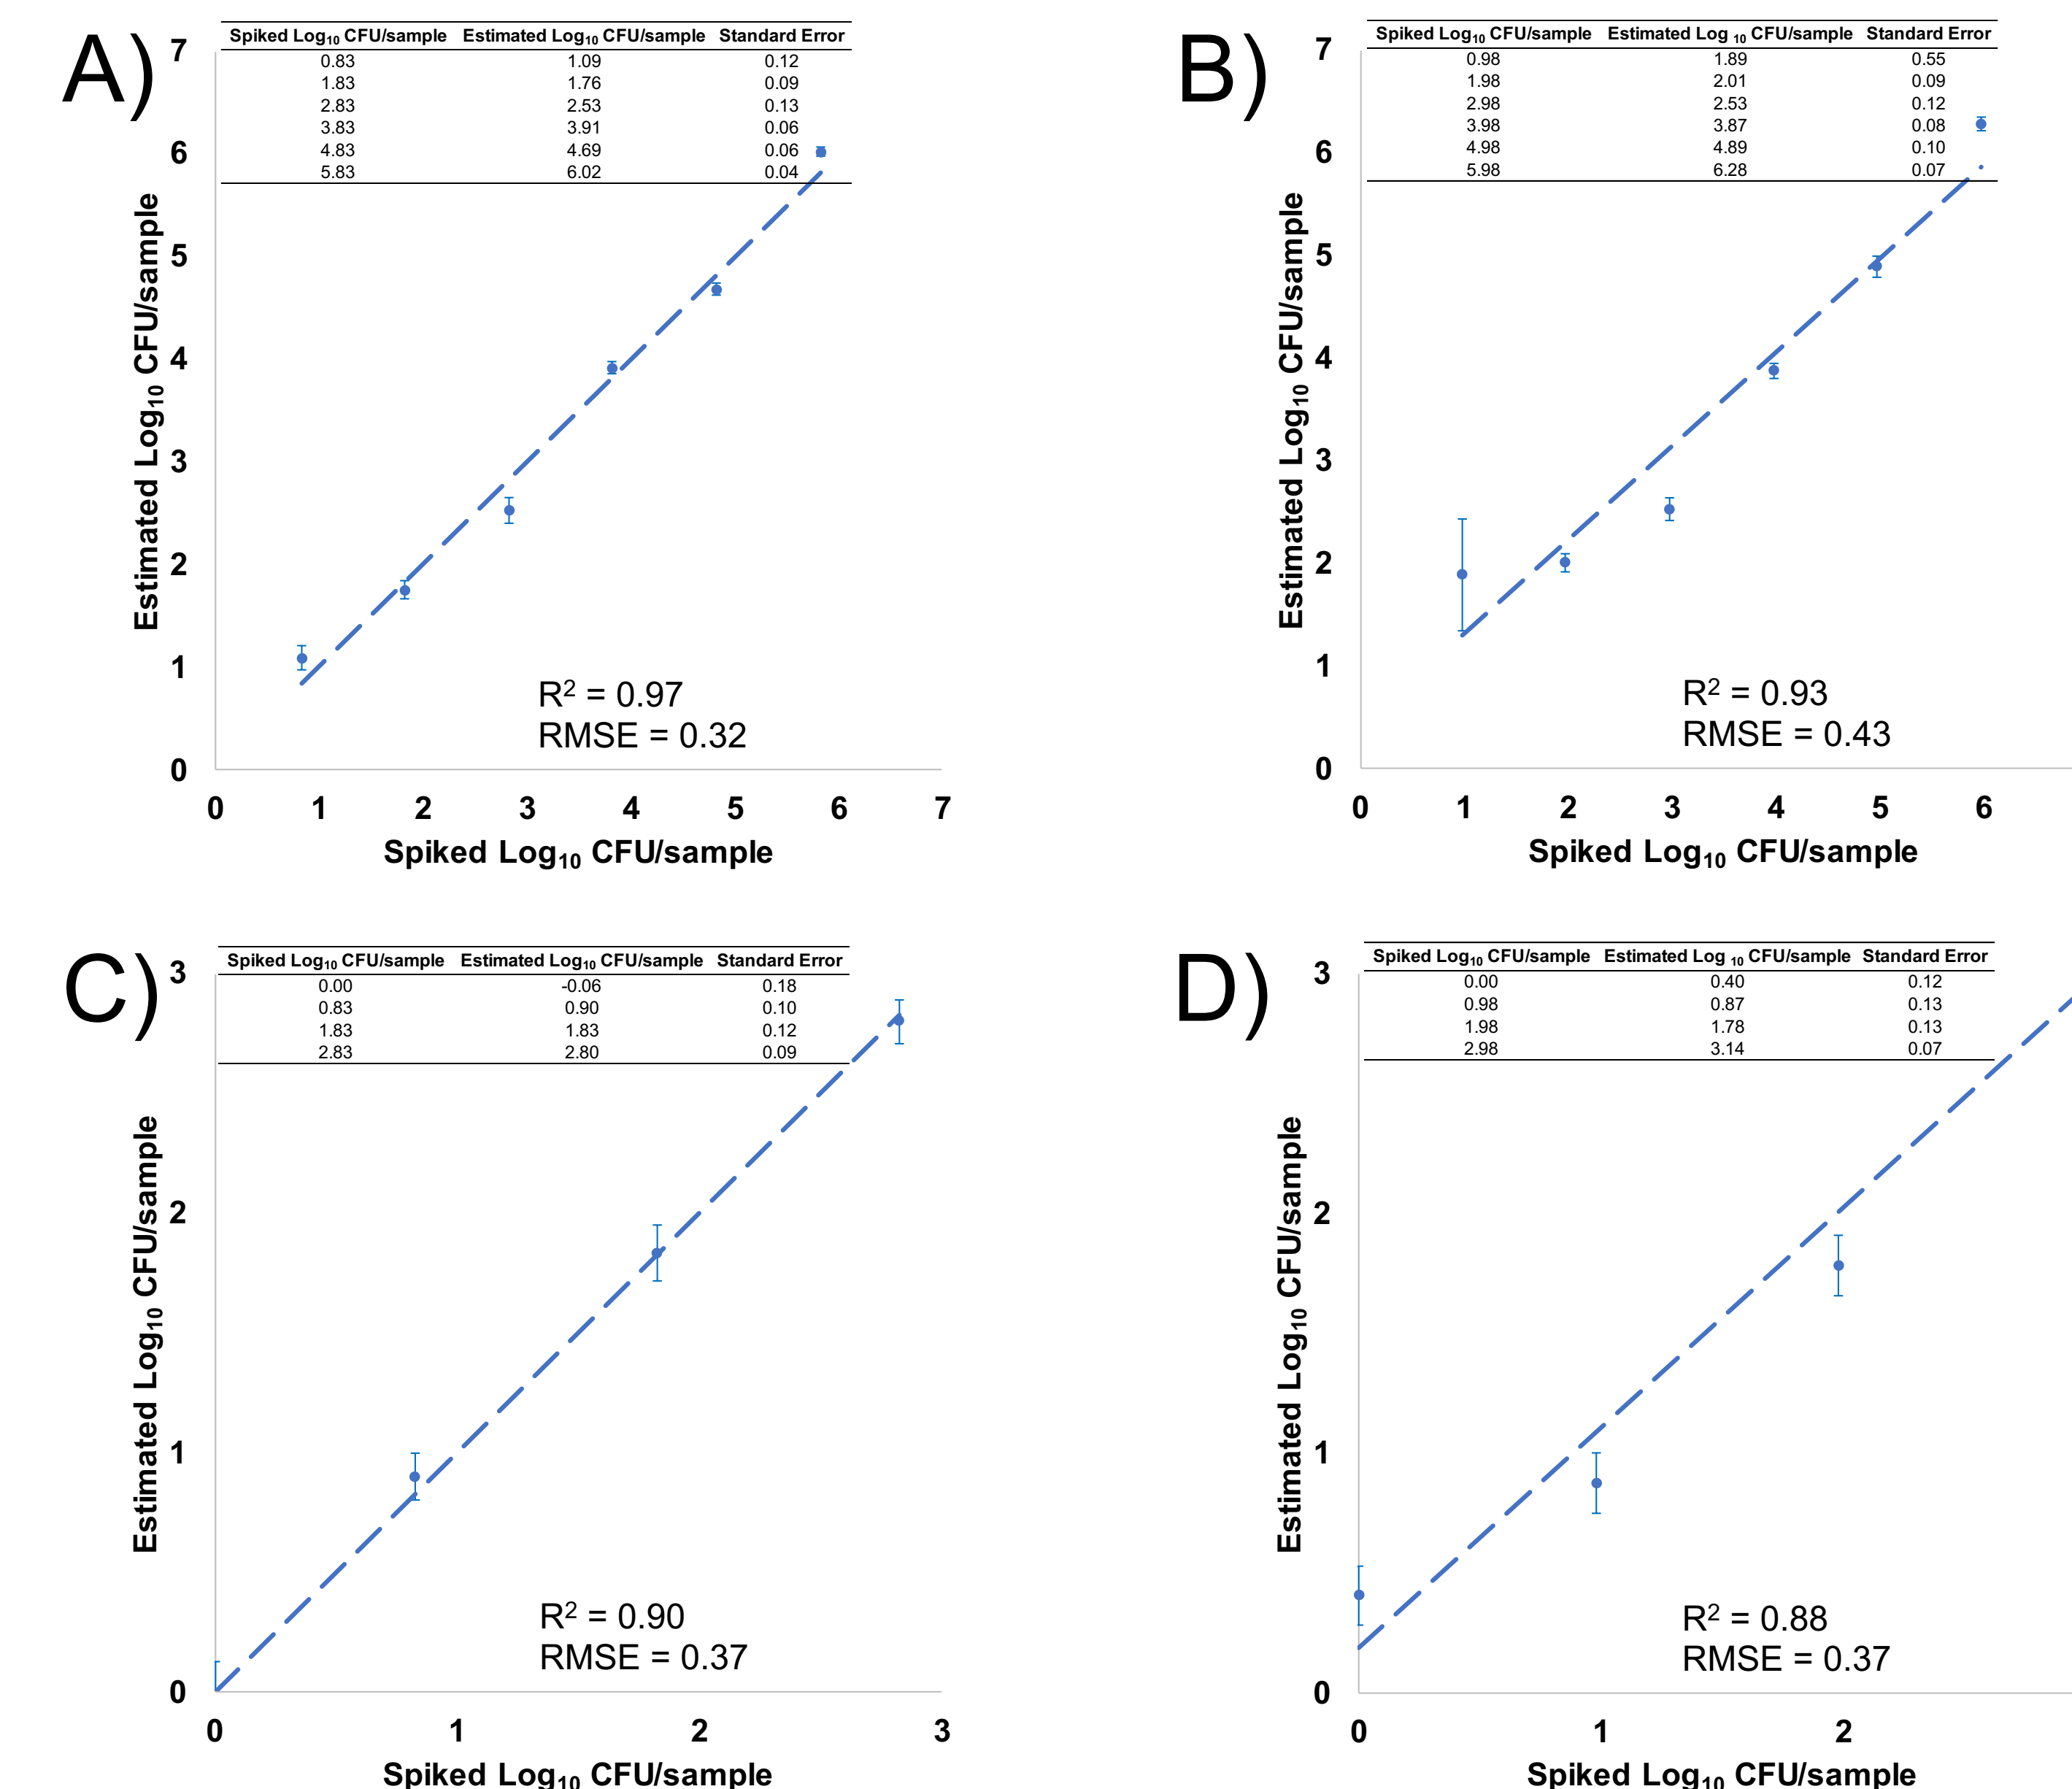 A)
Spiked Log10 CFU/sample Estimated Log10 CFU/sample Standard Error
0.83 1.09 0.12
1.83 1.76 0.09
2.83 2.53 0.13
3.83 3.91 0.06
4.83 4.69 0.06
5.83 6.02 0.04
7
6
5
4
3
2
1
0
Estimated Log10 CFU/sample
R2 = 0.97
RMSE = 0.32
0 1 2 3 4 5 6 7
Spiked Log10 CFU/sample
B)
Spiked Log10 CFU/sample Estimated Log 10 CFU/sample Standard Error
0.98 1.89 0.55
1.98 2.01 0.09
2.98 2.53 0.12
3.98 3.87 0.08
4.98 4.89 0.10
5.98 6.28 0.07
7
6
5
4
3
2
1
0
Estimated Log10 CFU/sample
R2 = 0.93
RMSE = 0.43
0 1 2 3 4 5 6
Spiked Log10 CFU/sample
C)
Spiked Log10 CFU/sample Estimated Log10 CFU/sample Standard Error
0.00 -0.06 0.18
0.83 0.90 0.10
1.83 1.83 0.12
2.83 2.80 0.09
3
2
1
0
Estimated Log10 CFU/sample
R2 = 0.90
RMSE = 0.37
0 1 2 3
Spiked Log10 CFU/sample
D)
Spiked Log10 CFU/sample Estimated Log 10 CFU/sample Standard Error
0.00 0.40 0.12
0.98 0.87 0.13
1.98 1.78 0.13
2.98 3.14 0.07
3
2
1
0
Estimated Log10 CFU/sample
R2 = 0.88
RMSE = 0.37
0 1 2
Spiked Log10 CFU/sample